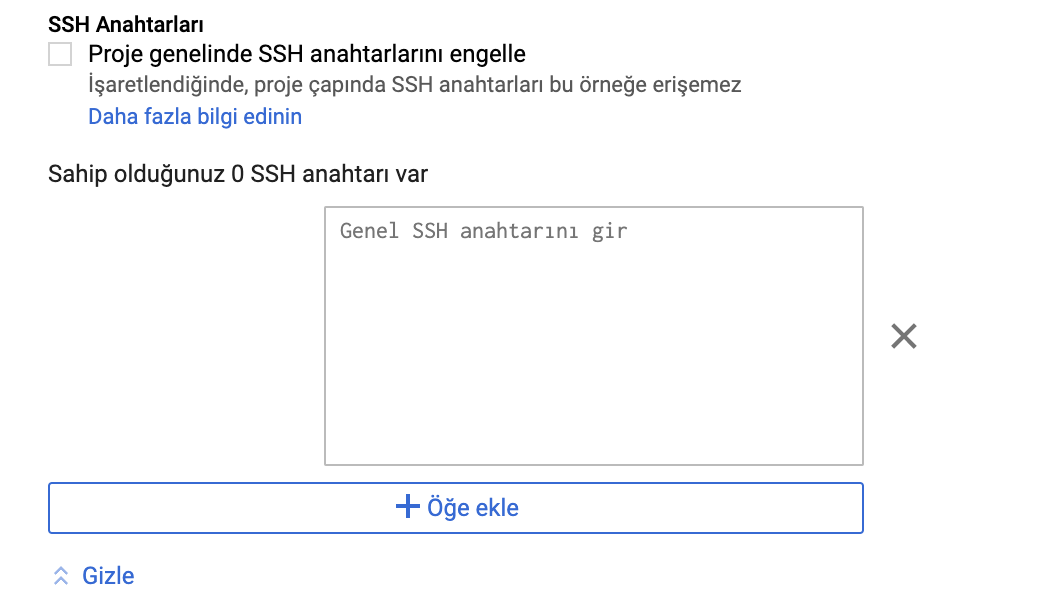 SSH Anahtarları
Proje genelinde SSH anahtarlarını engelle
İşaretlendiğinde, proje çapında SSH anahtarları bu örneğe erişemez
Daha fazla bilgi edinin
Sahip olduğunuz 0 SSH anahtarı var
Genel SSH anahtarını gir
Öğe ekle
Gizle